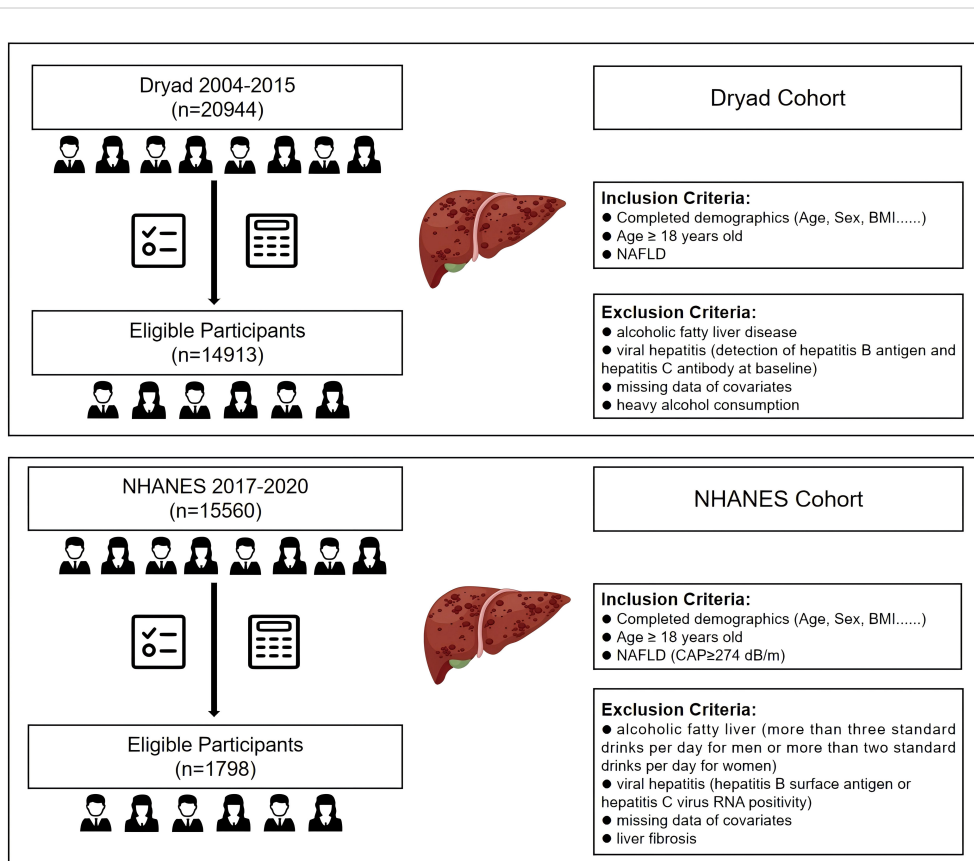 Dryad 2004-2015
(n=20944)
Dryad Cohort
Inclusion Criteria:
● Completed demographics (Age, Sex, BMI......)
● Age ≥ 18 years old
● NAFLD
Eligible Participants
(n=14913)
Exclusion Criteria:
● alcoholic fatty liver disease
● viral hepatitis (detection of hepatitis B antigen and
hepatitis C antibody at baseline)
● missing data of covariates
● heavy alcohol consumption
NHANES 2017-2020
(n=15560)
NHANES Cohort
Inclusion Criteria:
● Completed demographics (Age, Sex, BMI......)
● Age ≥ 18 years old
● NAFLD (CAP≥274 dB/m)
Eligible Participants
(n=1798)
Exclusion Criteria:
● alcoholic fatty liver (more than three standard
drinks per day for men or more than two standard
drinks per day for women)
● viral hepatitis (hepatitis B surface antigen or
hepatitis C virus RNA positivity)
● missing data of covariates
● liver fibrosis